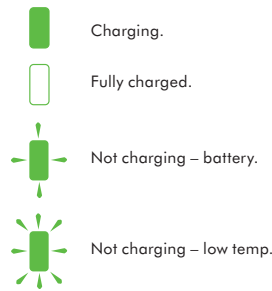 Charging.
Fully charged.
Not charging – battery.
Not charging – low temp.